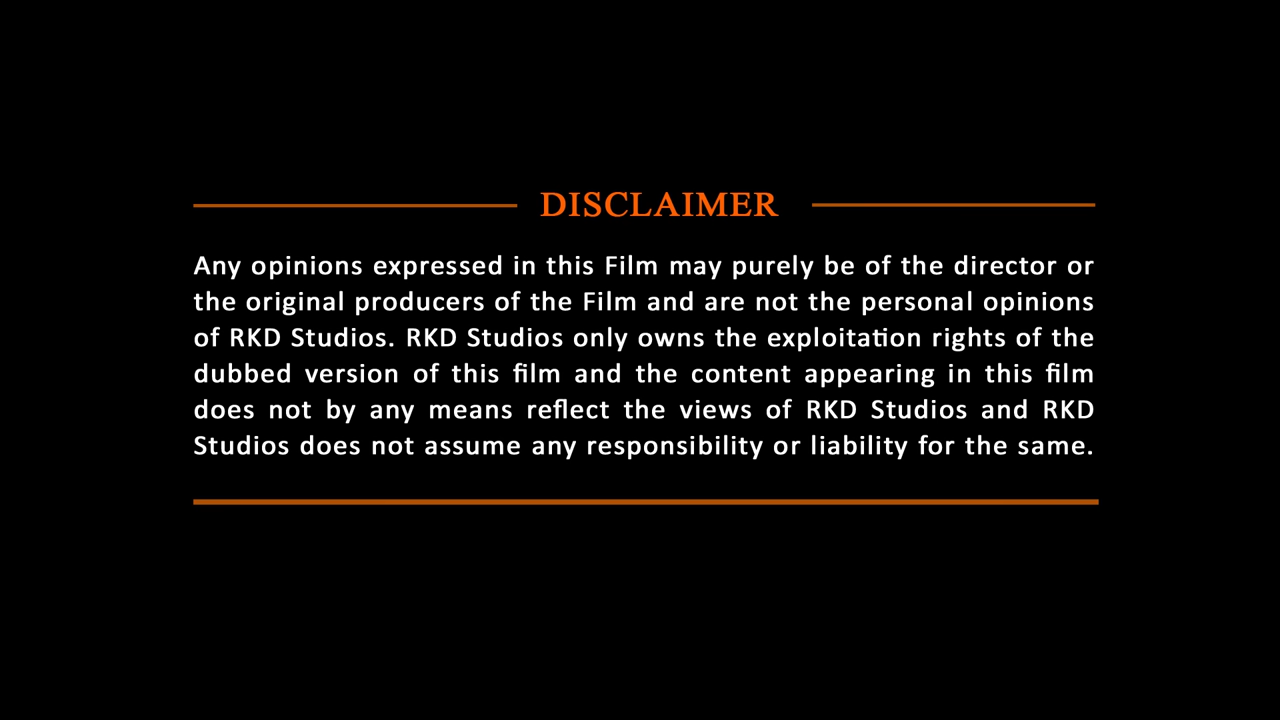 DISCLAIMER
Any opinions expressed in this Film may purely be of the director or
the original producers of the Film and are not the personal opinions
of RKD Studios. RKD Studios only owns the exploitation rights of the
dubbed version of this film and the content appearing in this film
does not by any means reflect the views of RKD Studios and RKD
Studios does not assume any responsibility or liability for the same.